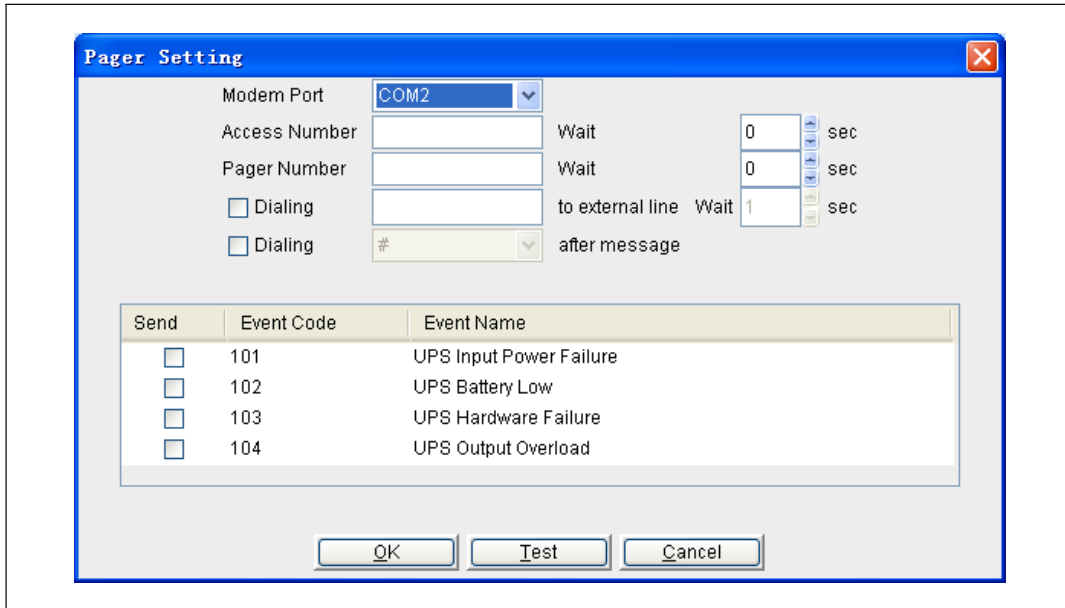 Pager Setting
Modem Port COM2
Access Number Wait 0 sec
Pager Number Wait 0 sec
Dialing to external line Wait 1 sec
Dialing # after message
Send Event Code Event Name
101 UPS Input Power Failure
102 UPS Battery Low
103 UPS Hardware Failure
104 UPS Output Overload
OK Test Cancel